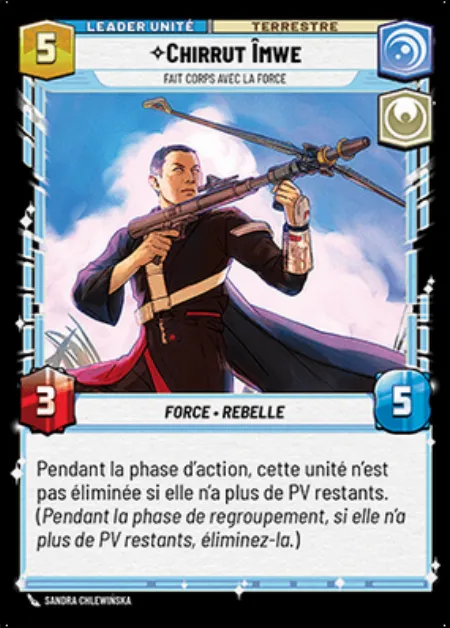 5
LEADER UNITÉ
TERRESTRE
CHIRRUT ÎMWE
FAIT CORPS AVEC LA FORCE
3
FORCE • REBELLE
5
Pendant la phase d’action, cette unité n’est
pas éliminée si elle n’a plus de PV restants.
(Pendant la phase de regroupement, si elle n’a
plus de PV restants, éliminez-la.)
SANDRA CHLEWIŃSKA